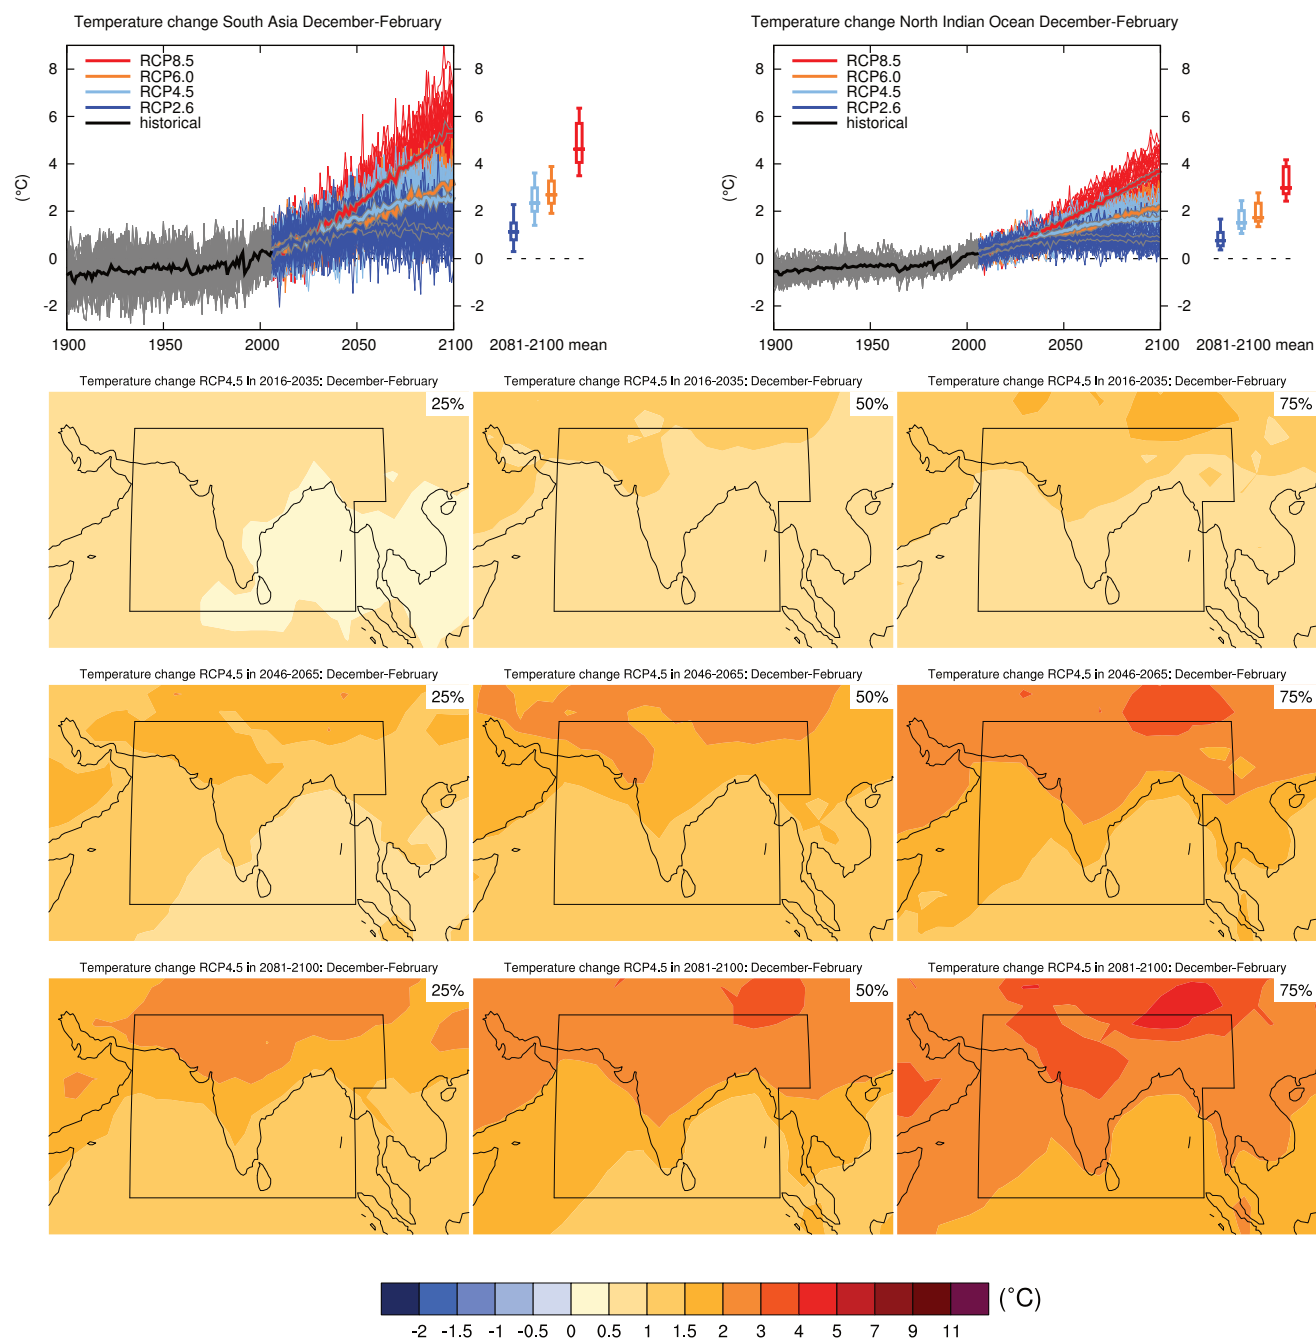 Temperature change South Asia December-February
RCP8.5
RCP6.0
RCP4.5
RCP2.6
historical
(°C)
8
6
4
2
0
-2
8
6
4
2
0
-2
1900
1950
2000
2050
2100
2081-2100 mean
Temperature change North Indian Ocean December-February
RCP8.5
RCP6.0
RCP4.5
RCP2.6
historical
(°C)
8
6
4
2
0
-2
8
6
4
2
0
-2
1900
1950
2000
2050
2100
2081-2100 mean
Temperature change RCP4.5 in 2016-2035: December-February
25%
Temperature change RCP4.5 in 2016-2035: December-February
50%
Temperature change RCP4.5 in 2016-2035: December-February
75%
Temperature change RCP4.5 in 2046-2065: December-February
25%
Temperature change RCP4.5 in 2046-2065: December-February
50%
Temperature change RCP4.5 in 2046-2065: December-February
75%
Temperature change RCP4.5 in 2081-2100: December-February
25%
Temperature change RCP4.5 in 2081-2100: December-February
50%
Temperature change RCP4.5 in 2081-2100: December-February
75%
(°C)
-2 -1.5 -1 -0.5 0 0.5 1 1.5 2 3 4 5 7 9 11